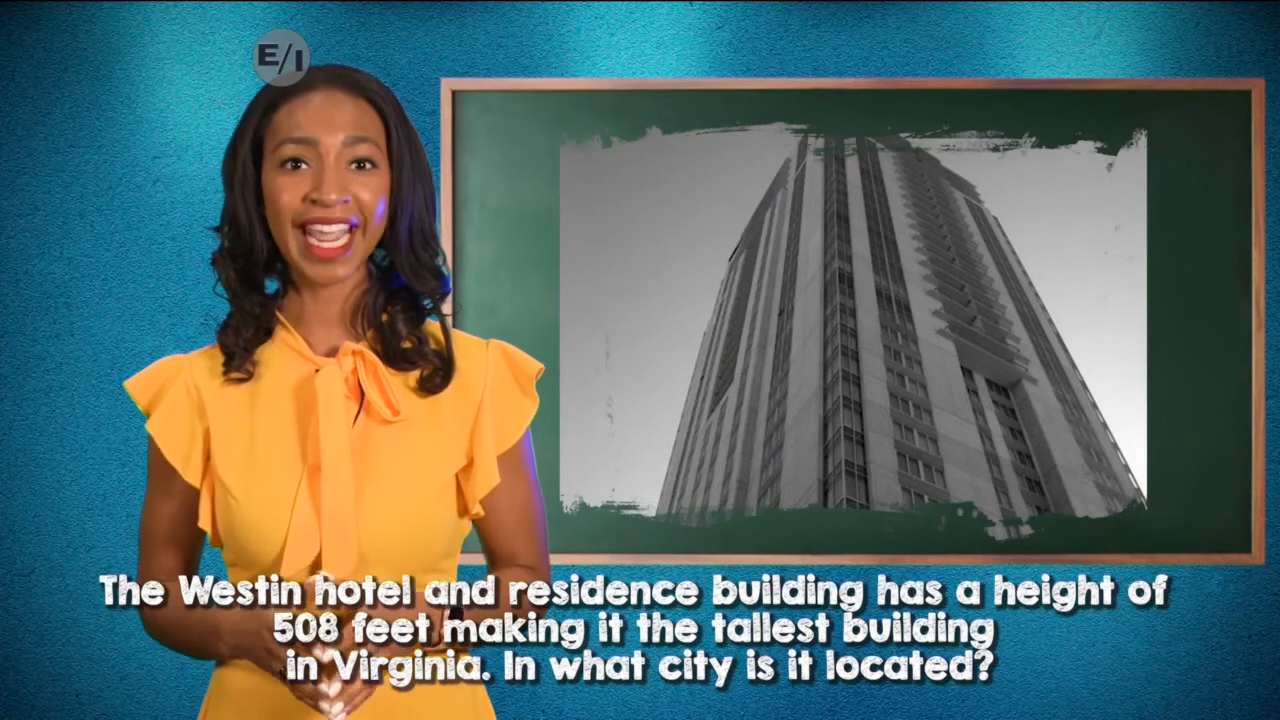 E/I
The Westin hotel and residence building has a height of
508 feet making it the tallest building
in Virginia. In what city is it located?